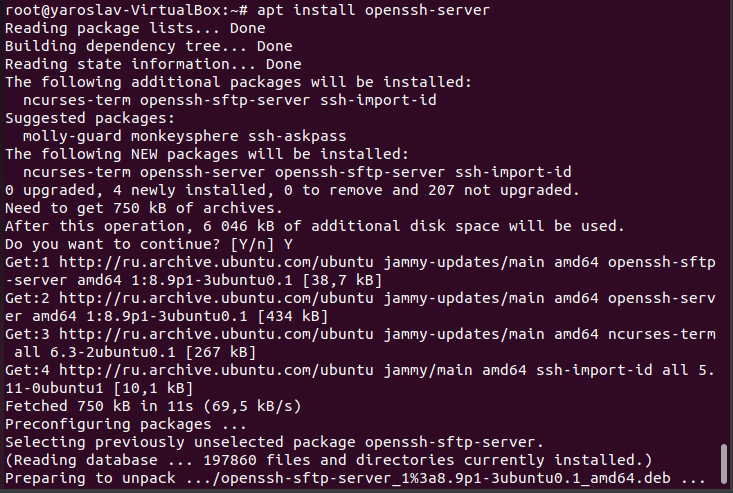 root@yaroslav-VirtualBox:~# apt install openssh-server
Reading package lists... Done
Building dependency tree... Done
Reading state information... Done
The following additional packages will be installed:
  ncurses-term openssh-sftp-server ssh-import-id
Suggested packages:
  molly-guard monkeysphere ssh-askpass
The following NEW packages will be installed:
  ncurses-term openssh-server openssh-sftp-server ssh-import-id
0 upgraded, 4 newly installed, 0 to remove and 207 not upgraded.
Need to get 750 kB of archives.
After this operation, 6 046 kB of additional disk space will be used.
Do you want to continue? [Y/n] Y
Get:1 http://ru.archive.ubuntu.com/ubuntu jammy-updates/main amd64 openssh-sftp
-server amd64 1:8.9p1-3ubuntu0.1 [38,7 kB]
Get:2 http://ru.archive.ubuntu.com/ubuntu jammy-updates/main amd64 openssh-serv
er amd64 1:8.9p1-3ubuntu0.1 [434 kB]
Get:3 http://ru.archive.ubuntu.com/ubuntu jammy-updates/main amd64 ncurses-term
 all 6.3-2ubuntu0.1 [267 kB]
Get:4 http://ru.archive.ubuntu.com/ubuntu jammy/main amd64 ssh-import-id all 5.
11-0ubuntu1 [10,1 kB]
Fetched 750 kB in 11s (69,5 kB/s)
Preconfiguring packages ...
Selecting previously unselected package openssh-sftp-server.
(Reading database ... 197860 files and directories currently installed.)
Preparing to unpack .../openssh-sftp-server_1%3a8.9p1-3ubuntu0.1_amd64.deb ...